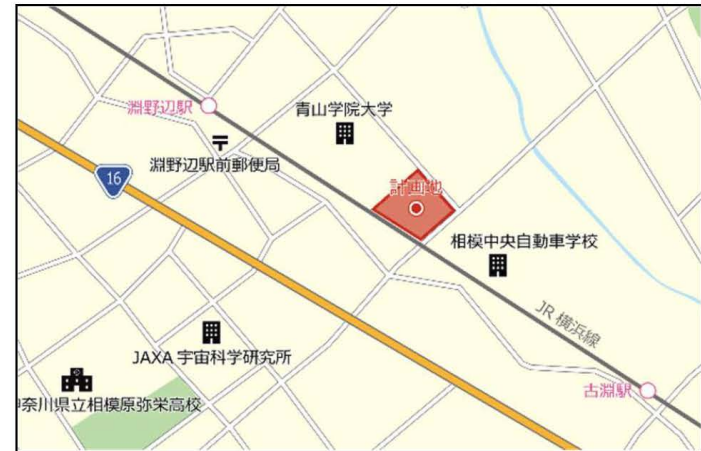 淵野辺駅
青山学院大学
淵野辺駅前郵便局
16
計画地
相模中央自動車学校
JR 横浜線
JAXA 宇宙科学研究所
古淵駅
奈川県立相模原弥栄高校